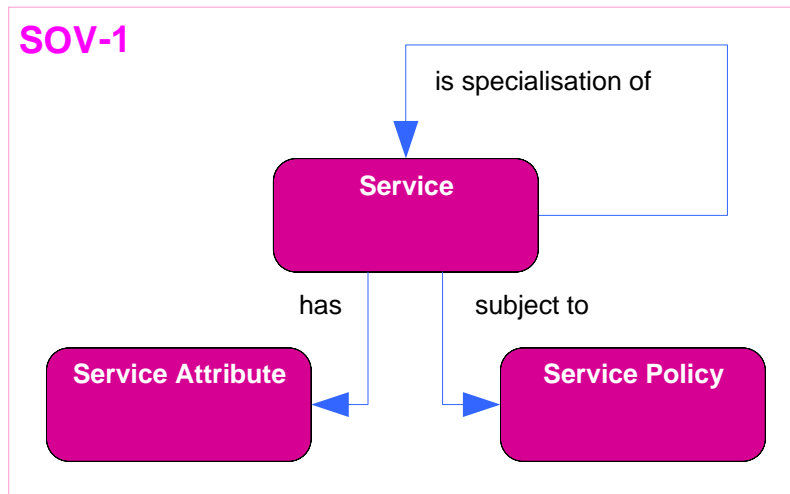 SOV-1
is specialisation of
Service
has
subject to
Service Attribute
Service Policy